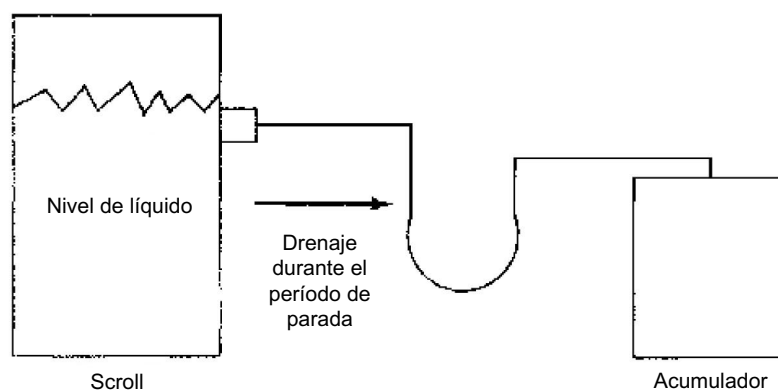 Nivel de líquido
Drenaje
durante el
período de
parada
Scroll
Acumulador